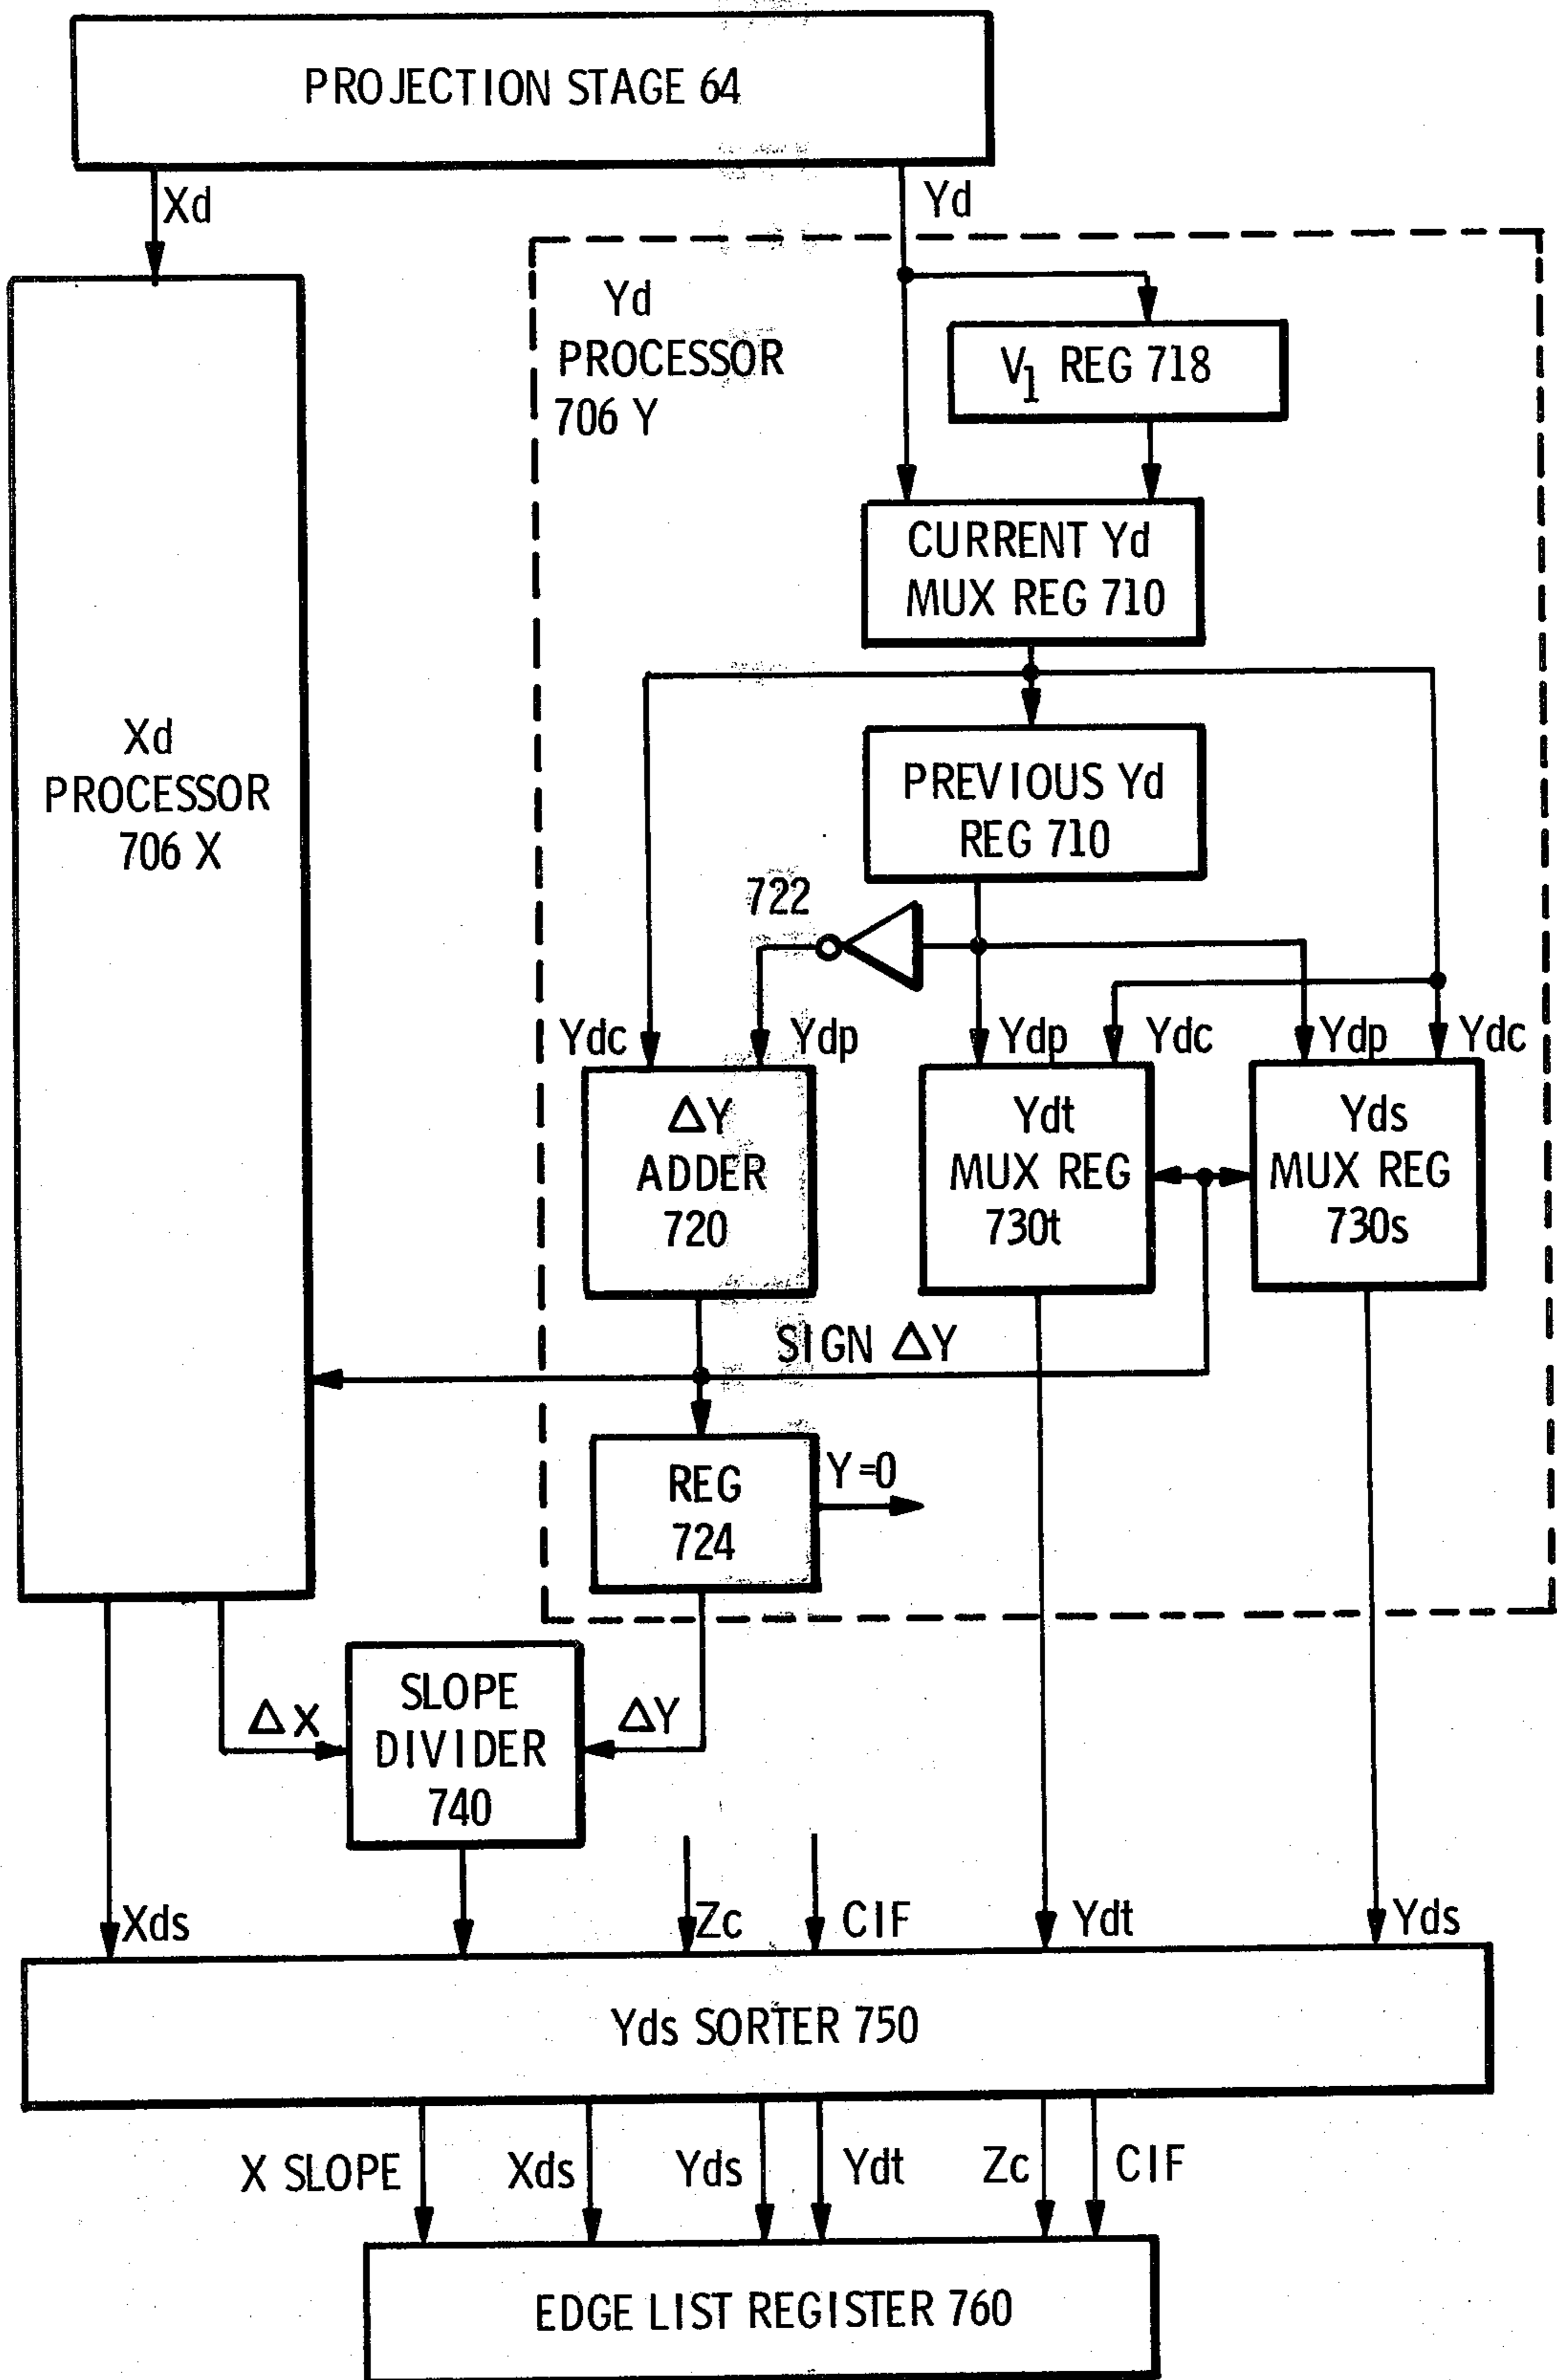 PROJECTION STAGE 64
Xd
Yd
Yd
PROCESSOR
706 Y
V1 REG 718
CURRENT Yd
MUX REG 710
Xd
PROCESSOR
706 X
PREVIOUS Yd
REG 710
722
Ydc
Ydp
Ydp
Ydc
Ydp
Ydc
ΔY
ADDER
720
Ydt
MUX REG
730t
Yds
MUX REG
730s
SIGN ΔY
REG
724
Y=0
SLOPE
DIVIDER
740
ΔX
ΔY
Xds
Zc
CIF
Ydt
Yds
Yds SORTER 750
X SLOPE
Xds
Yds
Ydt
Zc
CIF
EDGE LIST REGISTER 760